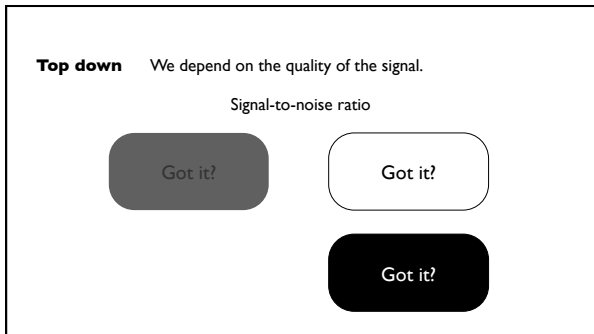 Top down We depend on the quality of the signal.
Signal-to-noise ratio
Got it? Got it?
Got it?